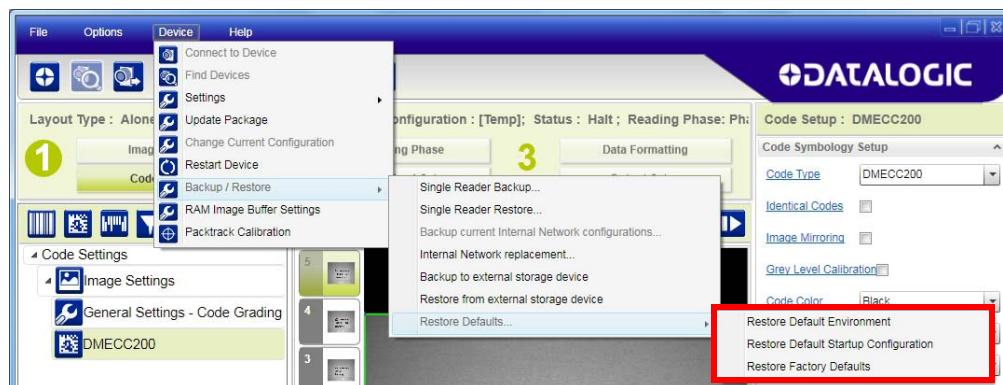 File Options Device Help
DATALOGIC
Connect to Device
Find Devices
Settings
Update Package
Change Current Configuration
Restart Device
Backup / Restore
RAM Image Buffer Settings
Packtrack Calibration
Layout Type : Alone
Configuration : [Temp]; Status : Halt ; Reading Phase: Pha
1
Imag
Code
ng Phase
3
Data Formatting
Single Reader Backup...
Single Reader Restore...
Backup current Internal Network configurations...
Internal Network replacement...
Backup to external storage device
Restore from external storage device
Restore Defaults...
Restore Default Environment
Restore Default Startup Configuration
Restore Factory Defaults
Code Settings
Image Settings
General Settings - Code Grading
DMECC200
5
4
3
Code Setup : DMECC200
Code Symbology Setup
Code Type DMECC200
Identical Codes
Image Mirroring
Grey Level Calibration
Code Color Black